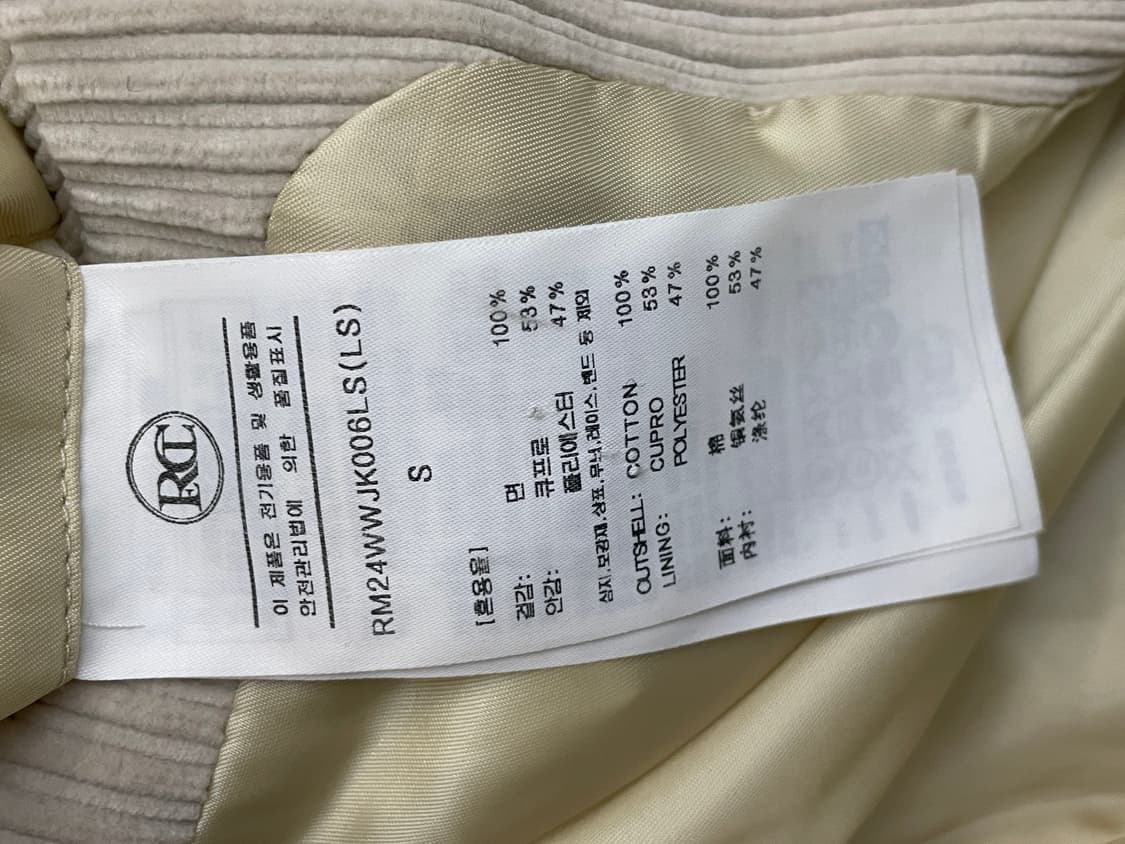 RCT
이 제품은 전기용품 및 생활용품
안전관리법에 의한 품질표시
RM24WWJK006LS(LS)
S
[혼용율]
겉감: 면 100%
안감: 큐프로 53%
폴리에스터 47%
심지.보강재.상표.무늬.레이스.밴드 등 제외
OUTSHELL: COTTON 100%
LINING: CUPRO 53%
POLYESTER 47%
面料: 棉 100%
内衬: 铜氨丝 53%
涤纶 47%